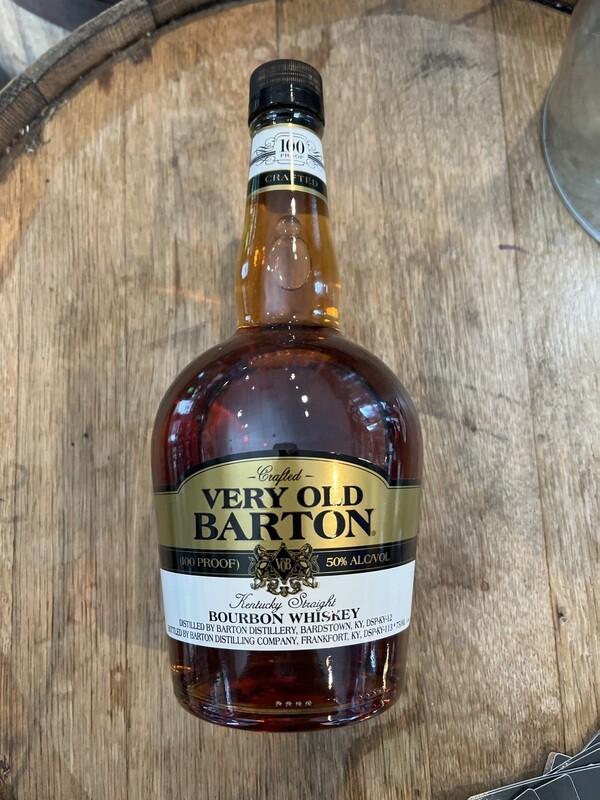 100
PROOF
CRAFTED
–Crafted–
VERY OLD
BARTON®
(100 PROOF) VOB 50% ALC/VOL
Kentucky Straight
BOURBON WHISKEY
DISTILLED BY BARTON DISTILLERY, BARDSTOWN, KY, DSP-KY-12
BOTTLED BY BARTON DISTILLING COMPANY, FRANKFORT, KY, DSP-KY-113 • 750ML